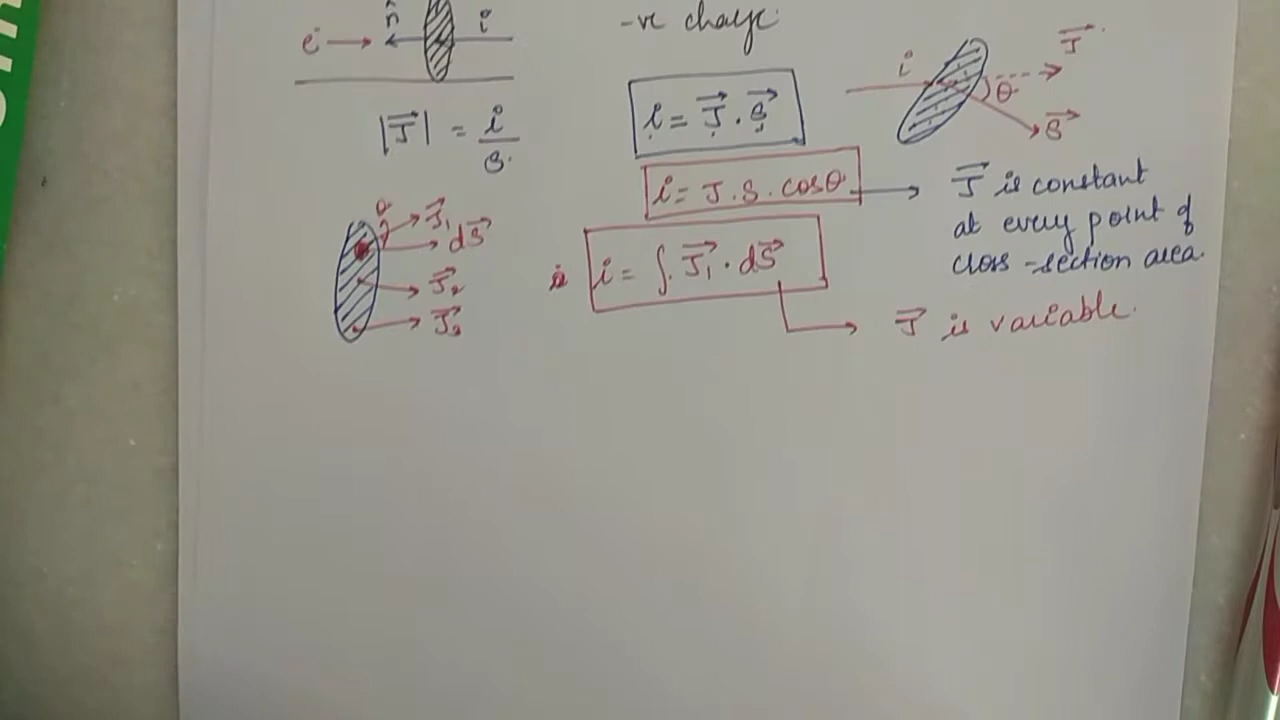 n̂
e⁻ i
-ve charge
|J⃗| = i/S
i = J⃗ . S⃗
i J⃗
θ
S⃗
i = J.S.cosθ
J⃗ is constant
at every point of
cross-section area.
θ J⃗₁
dS⃗
J⃗₂
J⃗₃
i = ∫ J⃗₁ . dS⃗
J⃗ is variable.